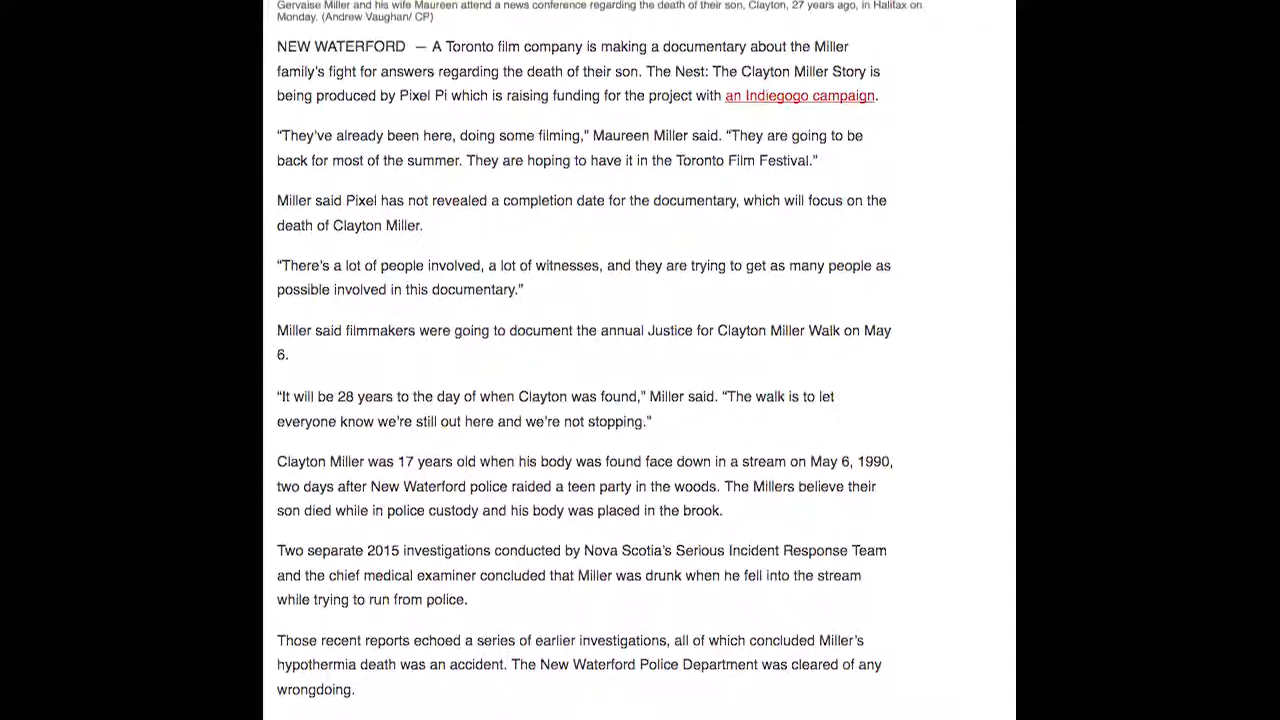 Gervaise Miller and his wife Maureen attend a news conference regarding the death of their son, Clayton, 27 years ago, in Halifax on
Monday. (Andrew Vaughan/ CP)
NEW WATERFORD — A Toronto film company is making a documentary about the Miller
family's fight for answers regarding the death of their son. The Nest: The Clayton Miller Story is
being produced by Pixel Pi which is raising funding for the project with an Indiegogo campaign.
“They've already been here, doing some filming,” Maureen Miller said. “They are going to be
back for most of the summer. They are hoping to have it in the Toronto Film Festival.”
Miller said Pixel has not revealed a completion date for the documentary, which will focus on the
death of Clayton Miller.
“There's a lot of people involved, a lot of witnesses, and they are trying to get as many people as
possible involved in this documentary.”
Miller said filmmakers were going to document the annual Justice for Clayton Miller Walk on May
6.
“It will be 28 years to the day of when Clayton was found,” Miller said. “The walk is to let
everyone know we're still out here and we're not stopping.”
Clayton Miller was 17 years old when his body was found face down in a stream on May 6, 1990,
two days after New Waterford police raided a teen party in the woods. The Millers believe their
son died while in police custody and his body was placed in the brook.
Two separate 2015 investigations conducted by Nova Scotia's Serious Incident Response Team
and the chief medical examiner concluded that Miller was drunk when he fell into the stream
while trying to run from police.
Those recent reports echoed a series of earlier investigations, all of which concluded Miller's
hypothermia death was an accident. The New Waterford Police Department was cleared of any
wrongdoing.